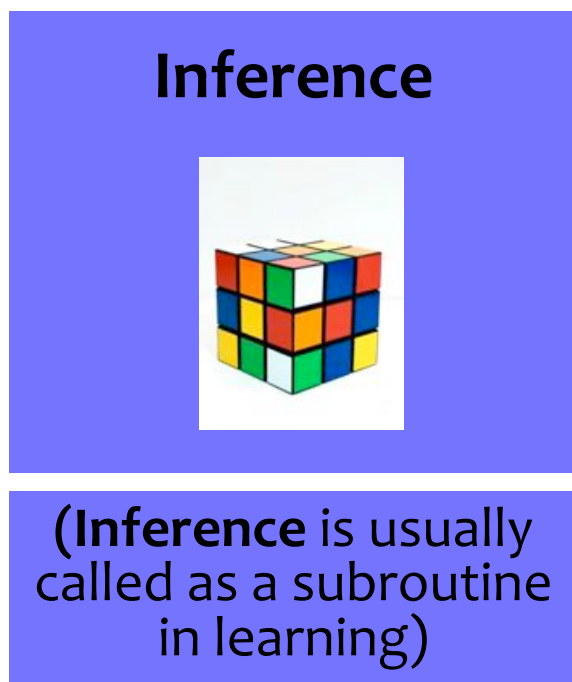 Inference
(Inference is usually
called as a subroutine
in learning)